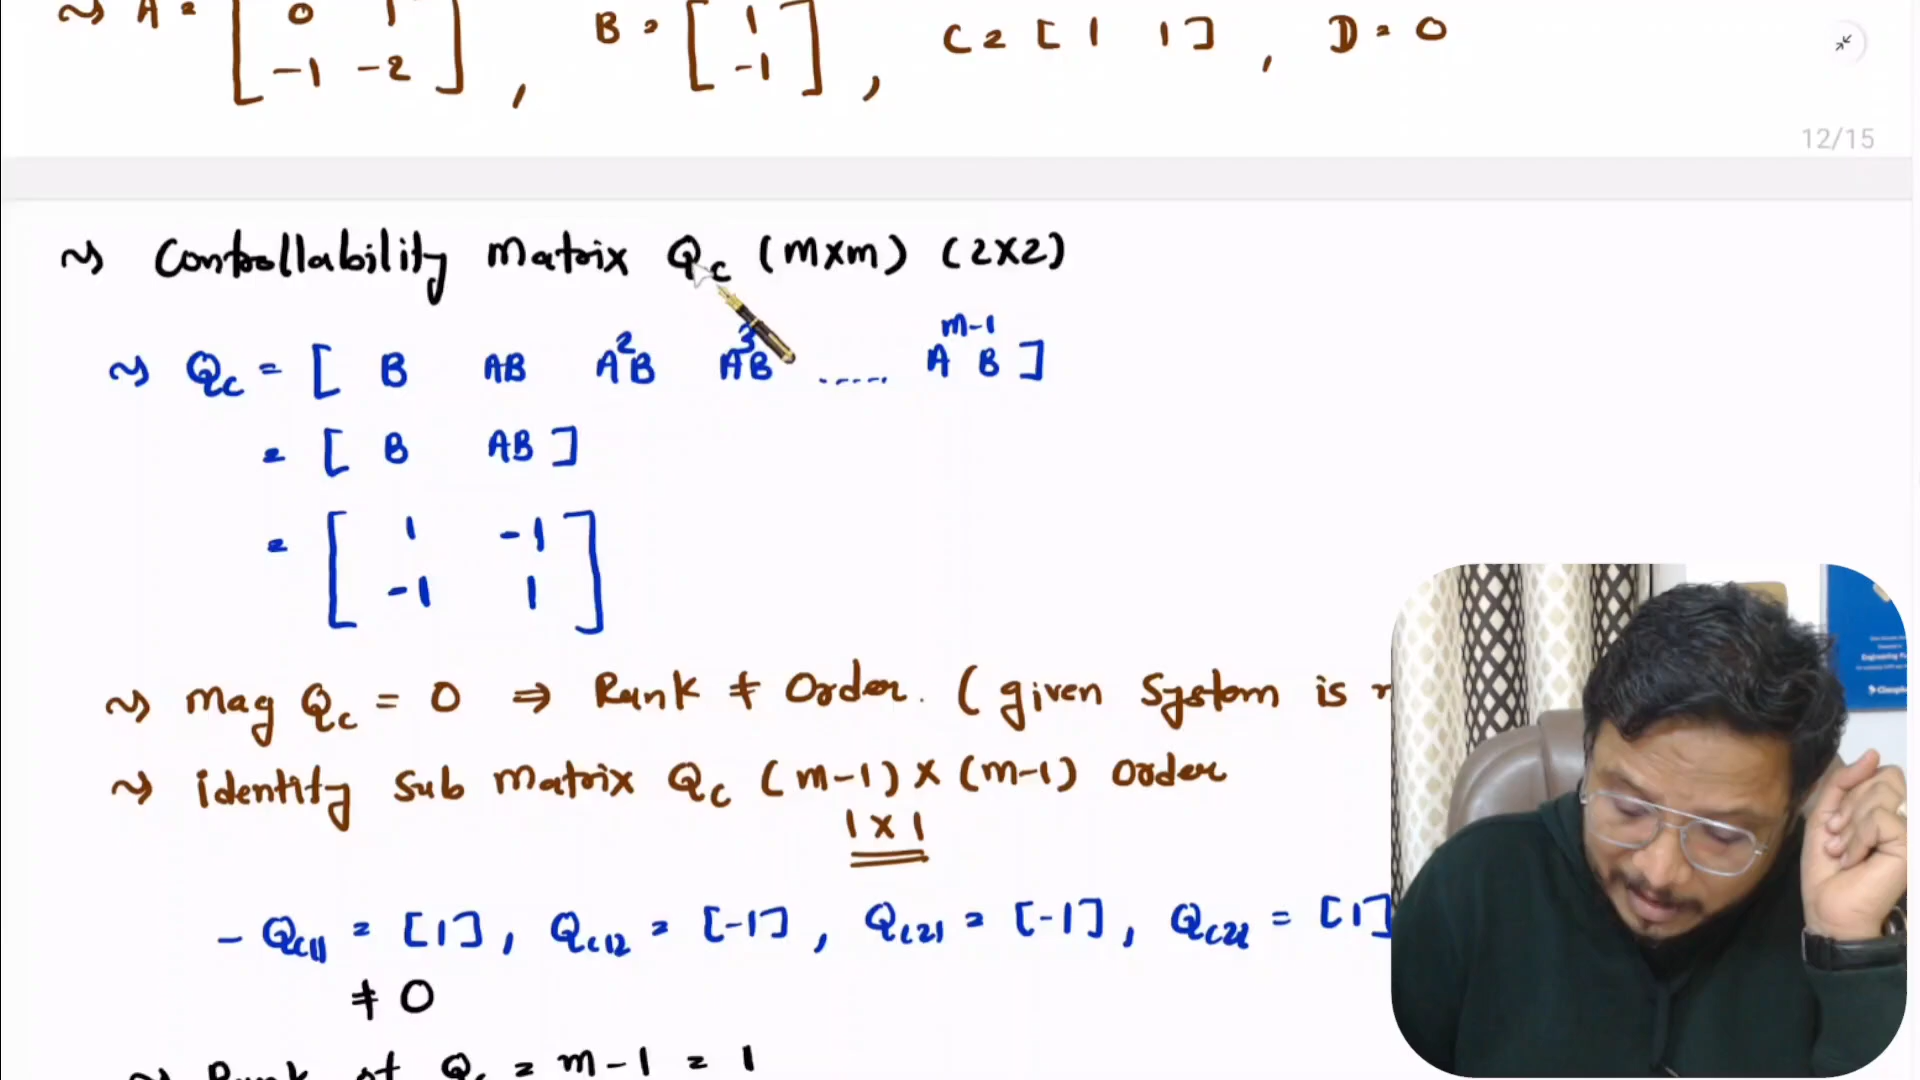 A = [ 0 1 , B = [ 1 , C = [ 1 1 ] , D = 0
-1 -2 ] -1 ]
12/15
Controllability matrix Qc (m×m) (2×2)
Qc = [ B AB A²B A³B ...... A^m-1 B ]
= [ B AB ]
= [ 1 -1
-1 1 ]
mag Qc = 0 ⇒ Rank ≠ Order. ( given System is
identity sub matrix Qc (m-1) × (m-1) order
1 × 1
- Qc11 = [1], Qc12 = [-1], Qc21 = [-1], Qc22 = [1]
≠ 0
Rank of Qc = m-1 = 1